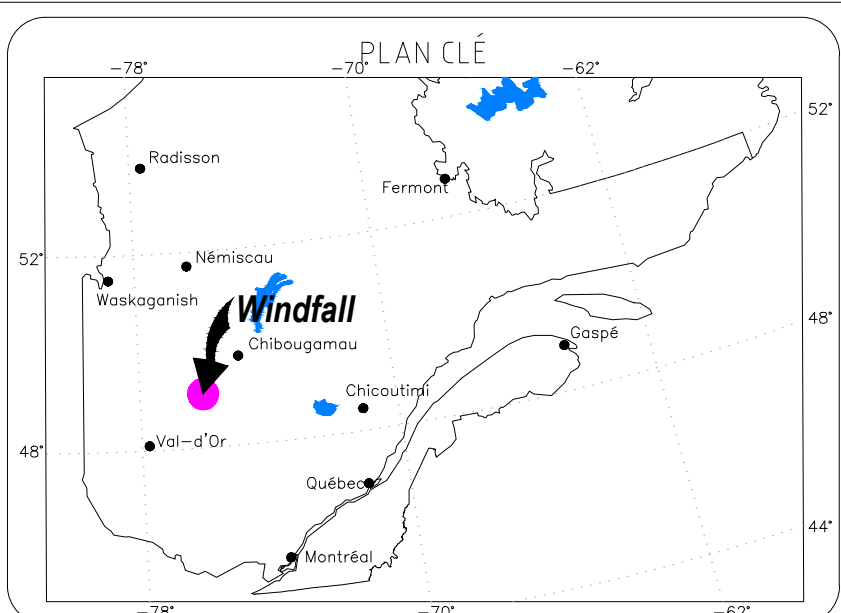 PLAN CLÉ
-78°
-70°
-62°
52°
Radisson
Fermont
52°
Némiscau
Waskaganish
Windfall
48°
Gaspé
Chibougamau
Chicoutimi
Val-d'Or
48°
Québec
44°
Montréal
-78°
-70°
-62°